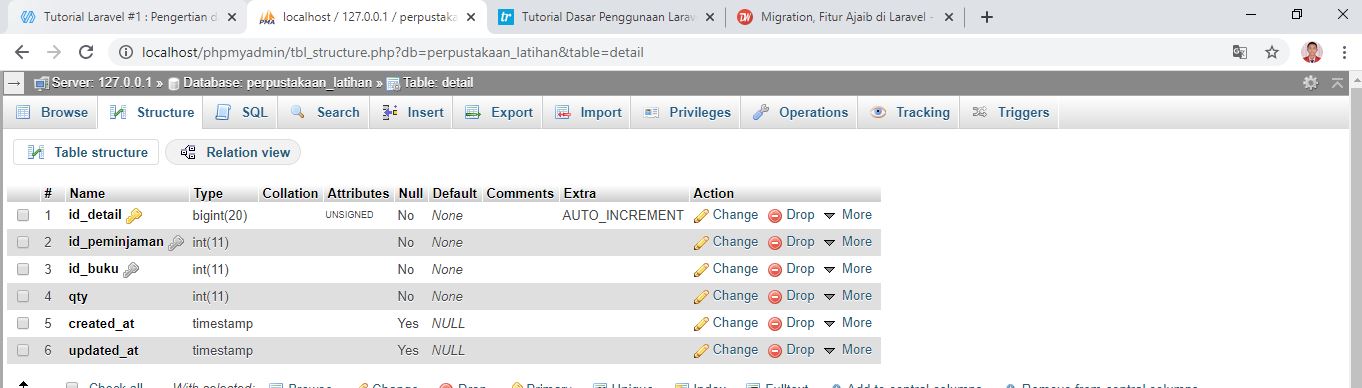 Tutorial Laravel #1 : Pengertian d
localhost / 127.0.0.1 / perpustaka
Tutorial Dasar Penggunaan Larav
Migration, Fitur Ajaib di Laravel -
localhost/phpmyadmin/tbl_structure.php?db=perpustakaan_latihan&table=detail
Server: 127.0.0.1 » Database: perpustakaan_latihan » Table: detail
Browse Structure SQL Search Insert Export Import Privileges Operations Tracking Triggers
Table structure Relation view
# Name Type Collation Attributes Null Default Comments Extra Action
1 id_detail bigint(20) UNSIGNED No None AUTO_INCREMENT Change Drop More
2 id_peminjaman int(11) No None Change Drop More
3 id_buku int(11) No None Change Drop More
4 qty int(11) No None Change Drop More
5 created_at timestamp Yes NULL Change Drop More
6 updated_at timestamp Yes NULL Change Drop More
Check all With selected: Browse Change Drop Primary Unique Index Fulltext Add to central columns Remove from central columns